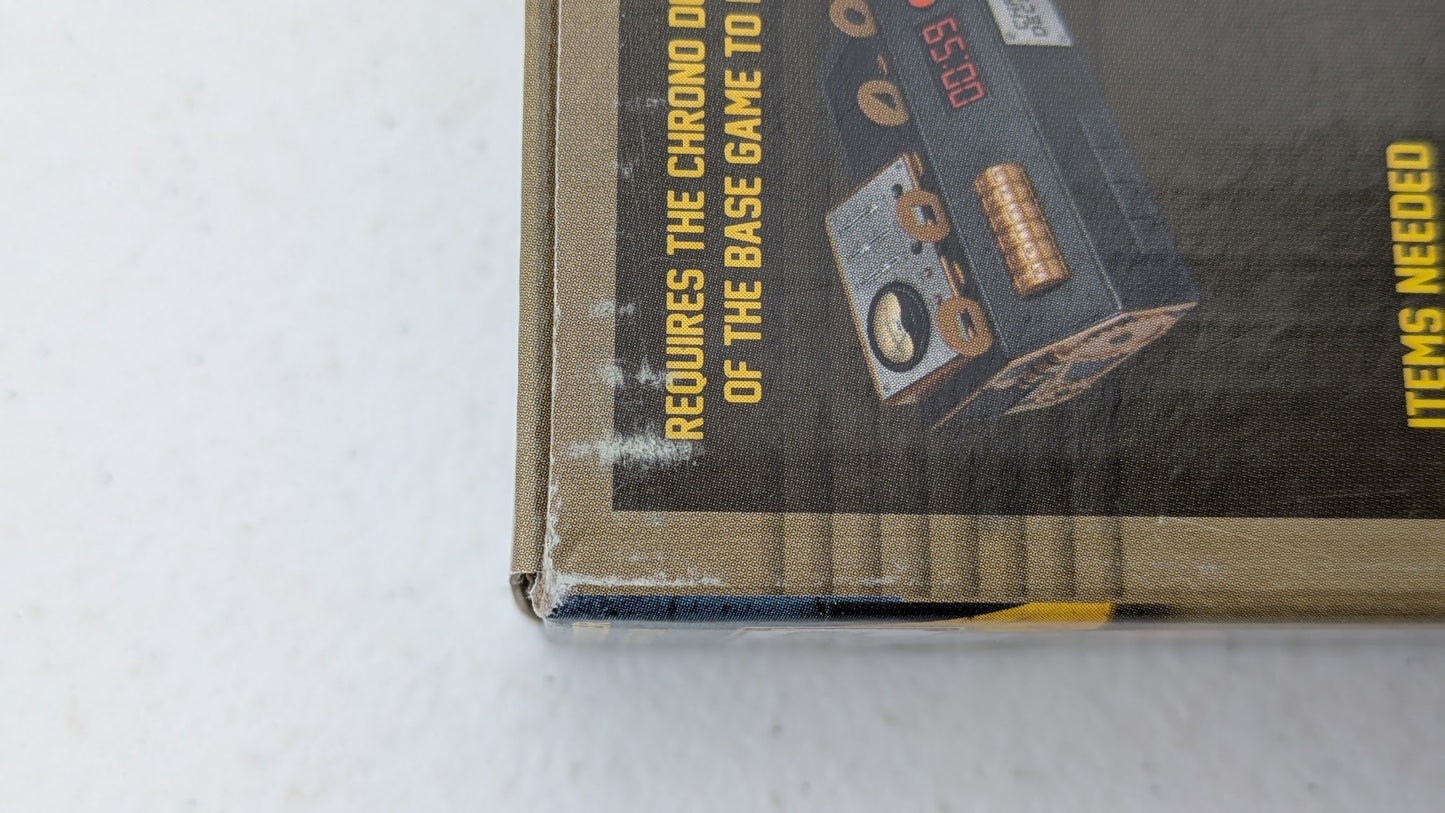 REQUIRES THE CHRONO
OF THE BASE GAME TO
00:59
ITEMS NEEDED